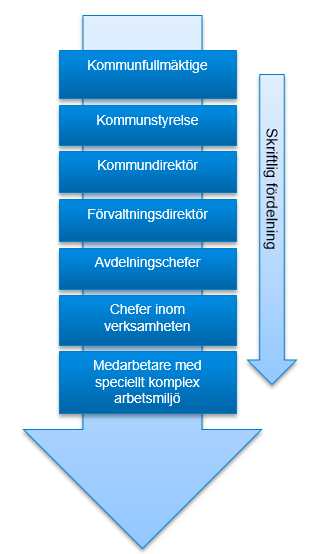 Kommunfullmäktige
Kommunstyrelse
Kommundirektör
Förvaltningsdirektör
Avdelningschefer
Chefer inom
verksamheten
Medarbetare med
speciellt komplex
arbetsmiljö
Skriftlig fördelning